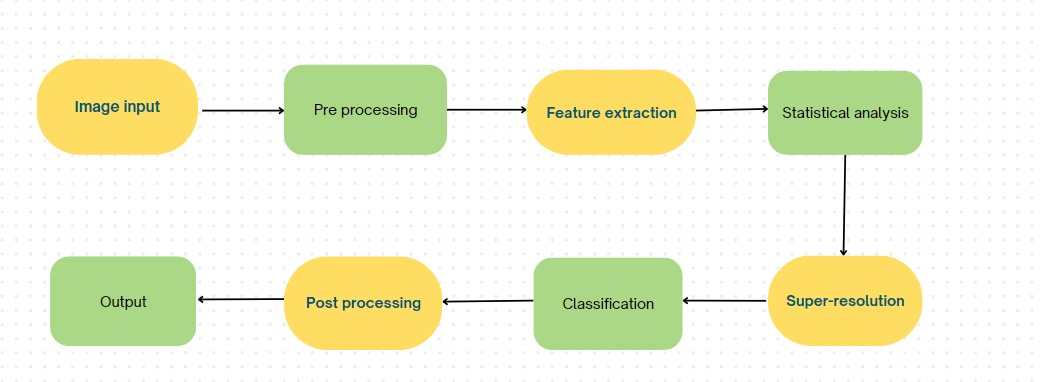 Image input
Pre processing
Feature extraction
Statistical analysis
Super-resolution
Classification
Post processing
Output